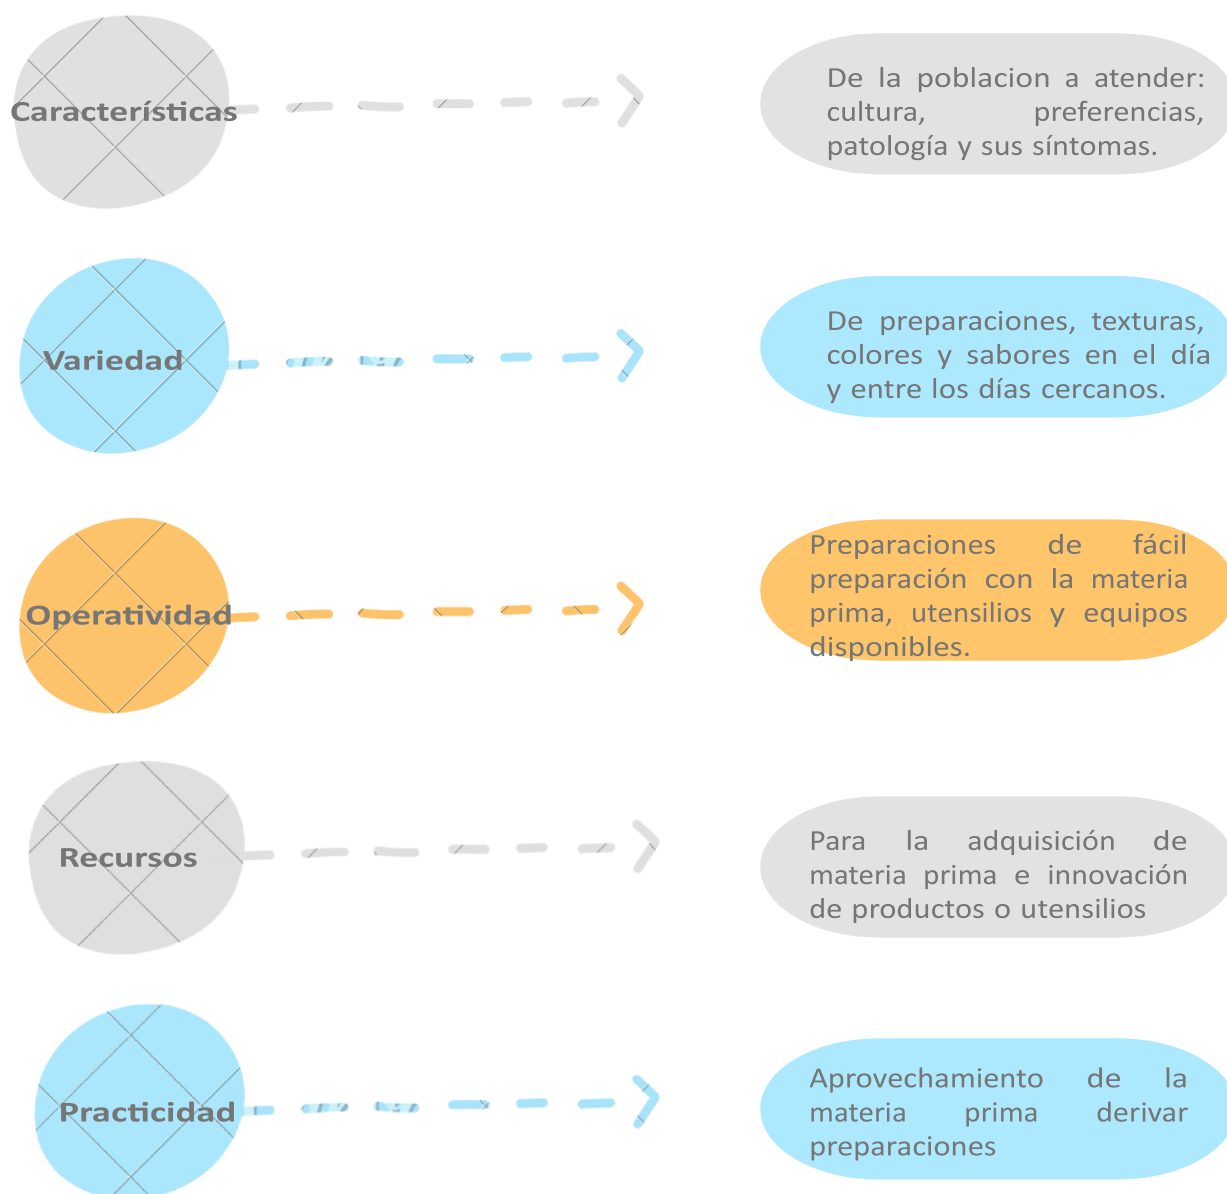 Características
De la poblacion a atender:
cultura, preferencias,
patología y sus síntomas.
Variedad
De preparaciones, texturas,
colores y sabores en el día
y entre los días cercanos.
Operatividad
Preparaciones de fácil
preparación con la materia
prima, utensilios y equipos
disponibles.
Recursos
Para la adquisición de
materia prima e innovación
de productos o utensilios
Practicidad
Aprovechamiento de la
materia prima derivar
preparaciones